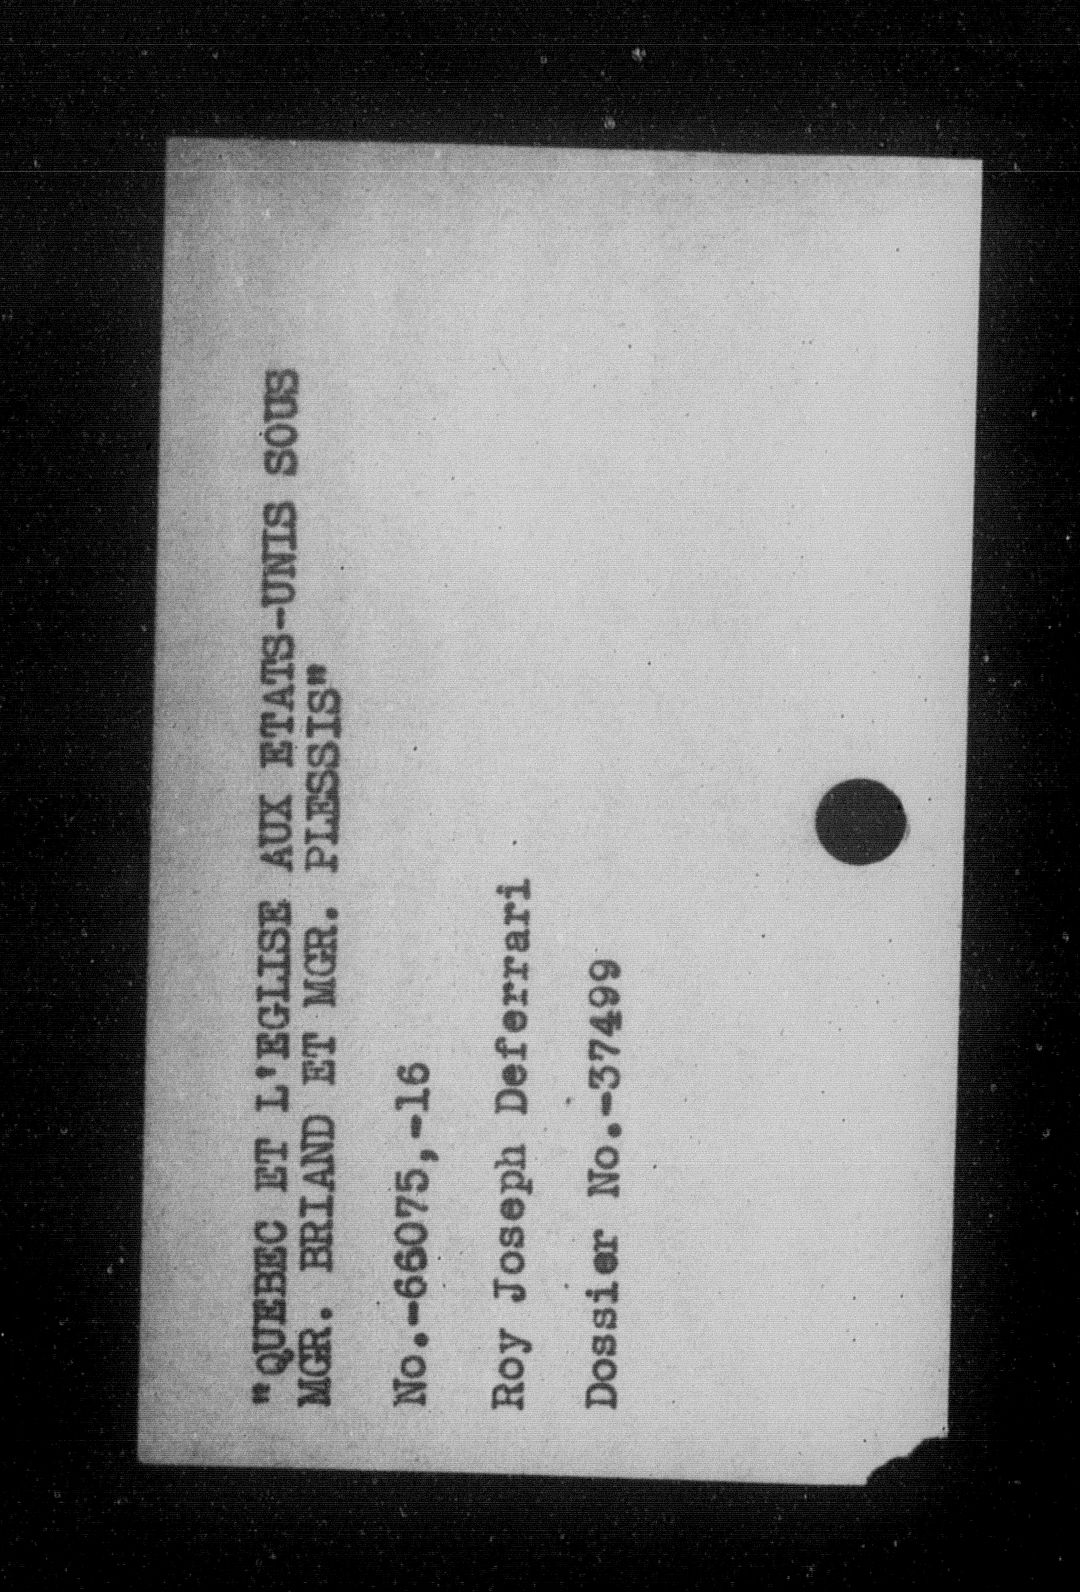 "QUEBEC ET L'EGLISE AUX ETATS-UNIS SOUS
MGR. BRIAND ET MGR. PLESSIS"
No.-66075,-16
Roy Joseph Deferrari
Dossier No.-37499